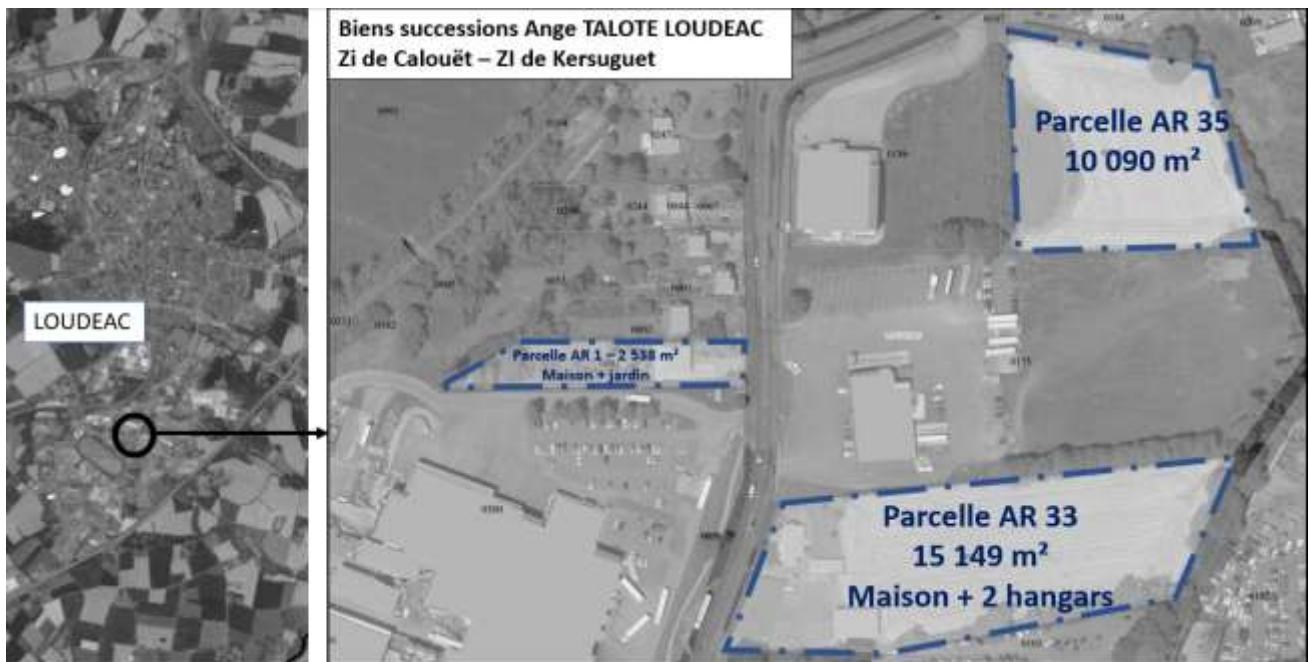 Biens successions Ange TALOTE LOUDEAC
Zi de Calouët – ZI de Kersuguet
LOUDEAC
Parcelle AR 35
10 090 m²
Parcelle AR 1 – 2 538 m²
Maison + jardin
Parcelle AR 33
15 149 m²
Maison + 2 hangars